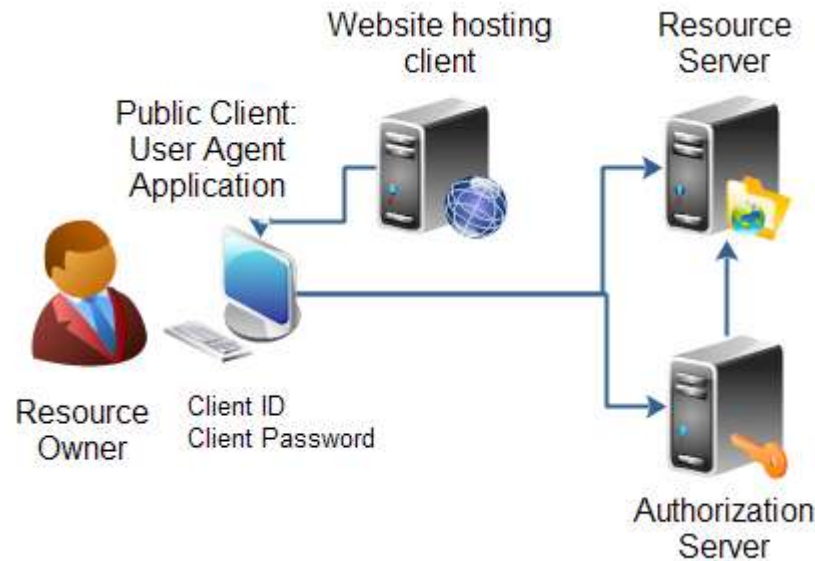 Website hosting
client
Resource
Server
Public Client:
User Agent
Application
Resource
Owner
Client ID
Client Password
Authorization
Server